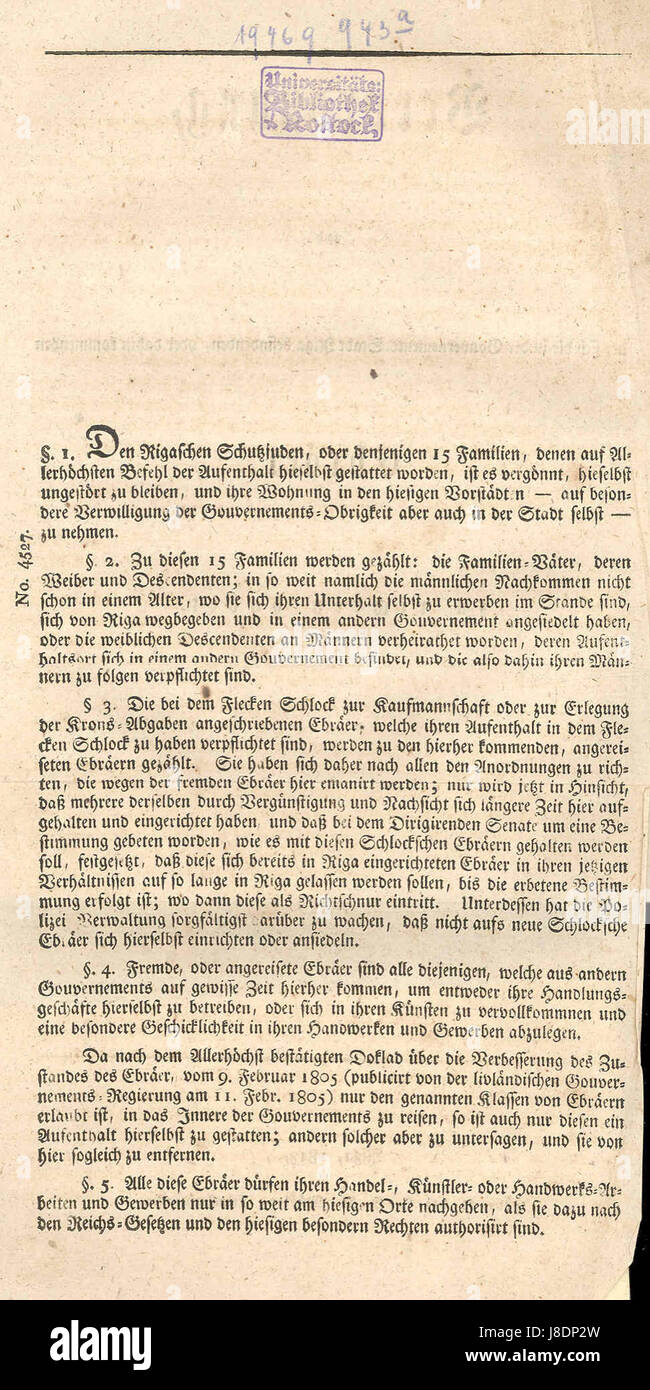 19469 943a
Universitäts:
Bibliothek
Rostock.
§. 1. Den Rigaschen Schutzjuden, oder denjenigen 15 Familien, denen auf Al-
lerhöchsten Befehl der Aufenthalt hieselbst gestattet worden, ist es vergönnt, hieselbst
ungestört zu bleiben, und ihre Wohnung in den hiesigen Vorstädt n — auf beson-
dere Verwilligung der Gouvernements-Obrigkeit aber auch in der Stadt selbst —
zu nehmen.
No. 4527.
§ 2. Zu diesen 15 Familien werden gezählt: die Familien-Väter, deren
Weiber und Descendenten; in so weit namlich die männlichen Nachkommen nicht
schon in einem Alter, wo sie sich ihren Unterhalt selbst zu erwerben im Stande sind,
sich von Riga wegbegeben und in einem andern Gouvernement angesiedelt haben,
oder die weiblichen Descendenten an Männern verheirathet worden, deren Aufent-
haltsort sich in einem andern Gouvernement befindet, und die also dahin ihren Män-
nern zu folgen verpflichtet sind.
§ 3. Die bei dem Flecken Schlock zur Kaufmannschaft oder zur Erlegung
der Krons-Abgaben angeschriebenen Ebräer, welche ihren Aufenthalt in dem Fle-
cken Schlock zu haben verpflichtet sind, werden zu den hierher kommenden, angerei-
seten Ebräern gezählt. Sie haben sich daher nach allen den Anordnungen zu rich-
ten, die wegen der fremden Ebräer hier emanirt werden; nur wird jetzt in Hinsicht,
daß mehrere derselben durch Vergünstigung und Nachsicht sich längere Zeit hier auf-
gehalten und eingerichtet haben und daß bei dem Dirigirenden Senate um eine Be-
stimmung gebeten worden, wie es mit diesen Schlockschen Ebräern gehalten werden
soll, festgesetzt, daß diese sich bereits in Riga eingerichteten Ebräer in ihren jetzigen
Verhältnissen auf so lange in Riga gelassen werden sollen, bis die erbetene Bestim-
mung erfolgt ist; wo dann diese als Richtschnur eintritt. Unterdessen hat die Po-
lizei Verwaltung sorgfältigst darüber zu wachen, daß nicht aufs neue Schlocksche
Ebräer sich hierselbst einrichten oder ansiedeln.
§. 4. Fremde, oder angereisete Ebräer sind alle diejenigen, welche aus andern
Gouvernements auf gewisse Zeit hierher kommen, um entweder ihre Handlungs-
geschäfte hierselbst zu betreiben, oder sich in ihren Künsten zu vervollkommnen und
eine besondere Geschicklichkeit in ihren Handwerken und Gewerben abzulegen.
Da nach dem Allerhöchst bestätigten Doklad über die Verbesserung des Zu-
standes des Ebräer, vom 9. Februar 1805 (publicirt von der livländischen Gouver-
nements-Regierung am 11. Febr. 1805) nur den genannten Klassen von Ebräern
erlaubt ist, in das Innere der Gouvernements zu reisen, so ist auch nur diesen ein
Aufenthalt hierselbst zu gestatten; andern solcher aber zu untersagen, und sie von
hier sogleich zu entfernen.
§. 5. Alle diese Ebräer dürfen ihren Handel-, Künstler- oder Handwerks-Ar-
beiten und Gewerben nur in so weit am hiesigen Orte nachgehen, als sie dazu nach
den Reichs-Gesetzen und den hiesigen besondern Rechten authorisirt sind.
alamy
Image ID: J8DP2W
www.alamy.com